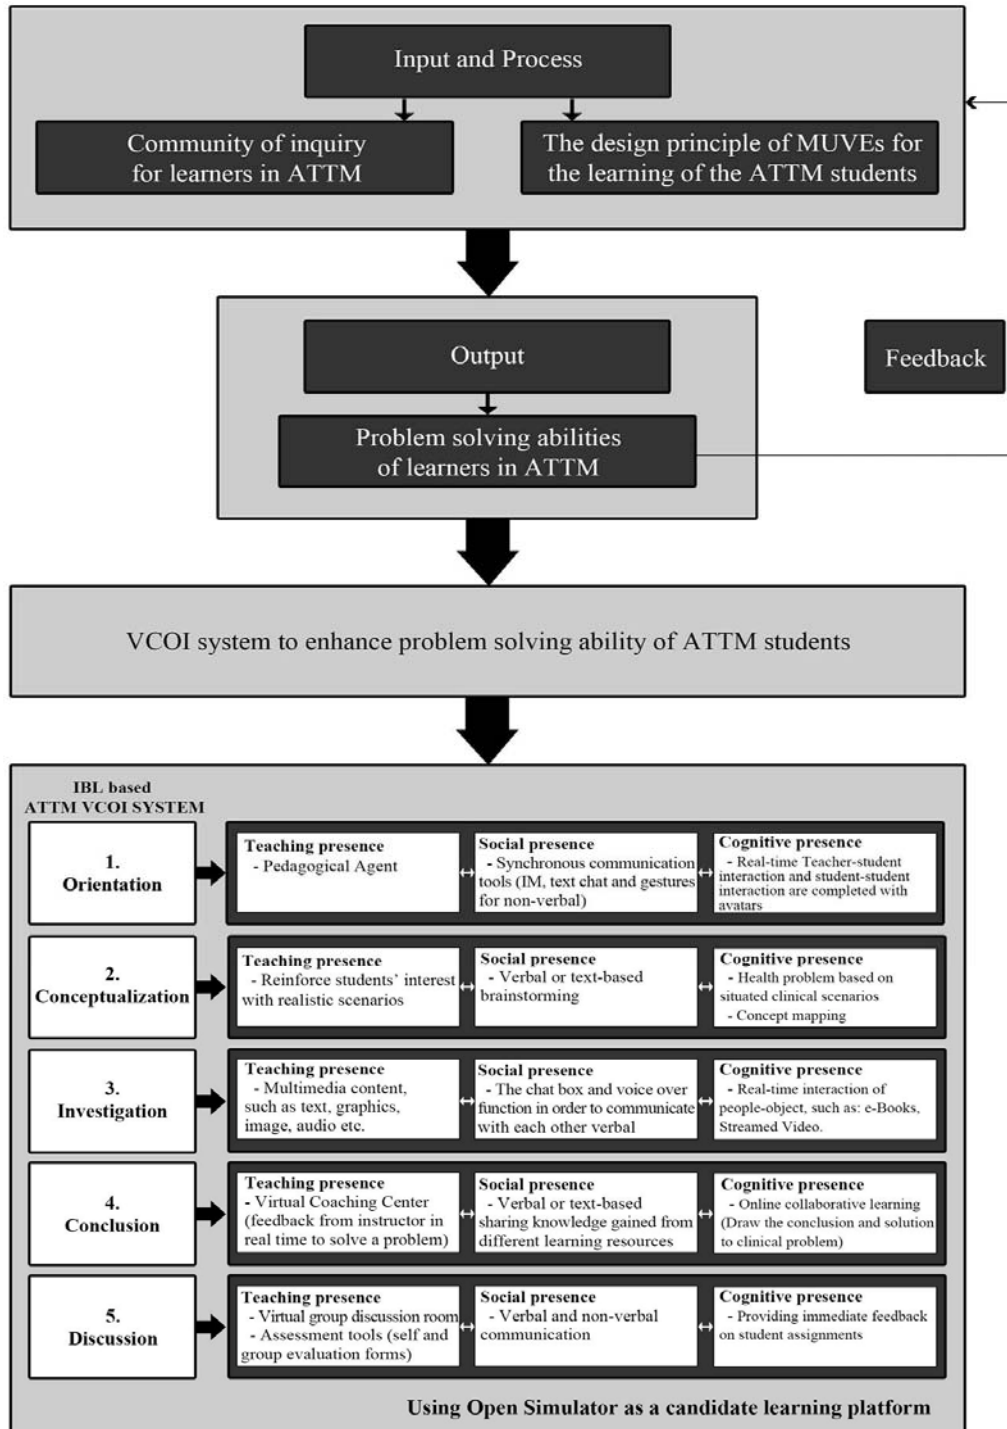 Input and Process
Community of inquiry
for learners in ATTM
The design principle of MUVEs for
the learning of the ATTM students
Output
Feedback
Problem solving abilities
of learners in ATTM
VCOI system to enhance problem solving ability of ATTM students
IBL based
ATTM VCOI SYSTEM
1.
Orientation
Teaching presence
- Pedagogical Agent
Social presence
- Synchronous communication
tools (IM, text chat and gestures
for non-verbal)
Cognitive presence
- Real-time Teacher-student
interaction and student-student
interaction are completed with
avatars
2.
Conceptualization
Teaching presence
- Reinforce students' interest
with realistic scenarios
Social presence
- Verbal or text-based
brainstorming
Cognitive presence
- Health problem based on
situated clinical scenarios
- Concept mapping
3.
Investigation
Teaching presence
- Multimedia content,
such as text, graphics,
image, audio etc.
Social presence
- The chat box and voice over
function in order to communicate
with each other verbal
Cognitive presence
- Real-time interaction of
people-object, such as: e-Books,
Streamed Video.
4.
Conclusion
Teaching presence
- Virtual Coaching Center
(feedback from instructor in
real time to solve a problem)
Social presence
- Verbal or text-based
sharing knowledge gained from
different learning resources
Cognitive presence
- Online collaborative learning
(Draw the conclusion and solution
to clinical problem)
5.
Discussion
Teaching presence
- Virtual group discussion room
- Assessment tools (self and
group evaluation forms)
Social presence
- Verbal and non-verbal
communication
Cognitive presence
- Providing immediate feedback
on student assignments
Using Open Simulator as a candidate learning platform